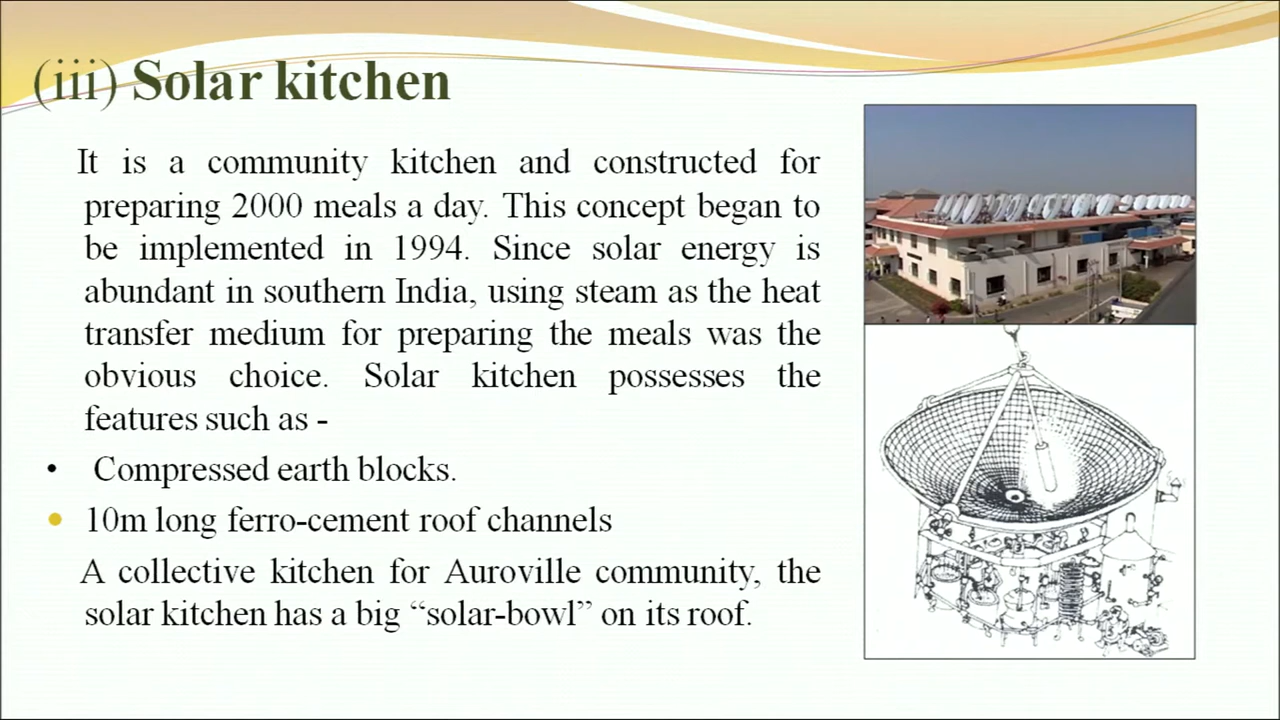 (iii) Solar kitchen
It is a community kitchen and constructed for
preparing 2000 meals a day. This concept began to
be implemented in 1994. Since solar energy is
abundant in southern India, using steam as the heat
transfer medium for preparing the meals was the
obvious choice. Solar kitchen possesses the
features such as -
• Compressed earth blocks.
• 10m long ferro-cement roof channels
A collective kitchen for Auroville community, the
solar kitchen has a big “solar-bowl” on its roof.